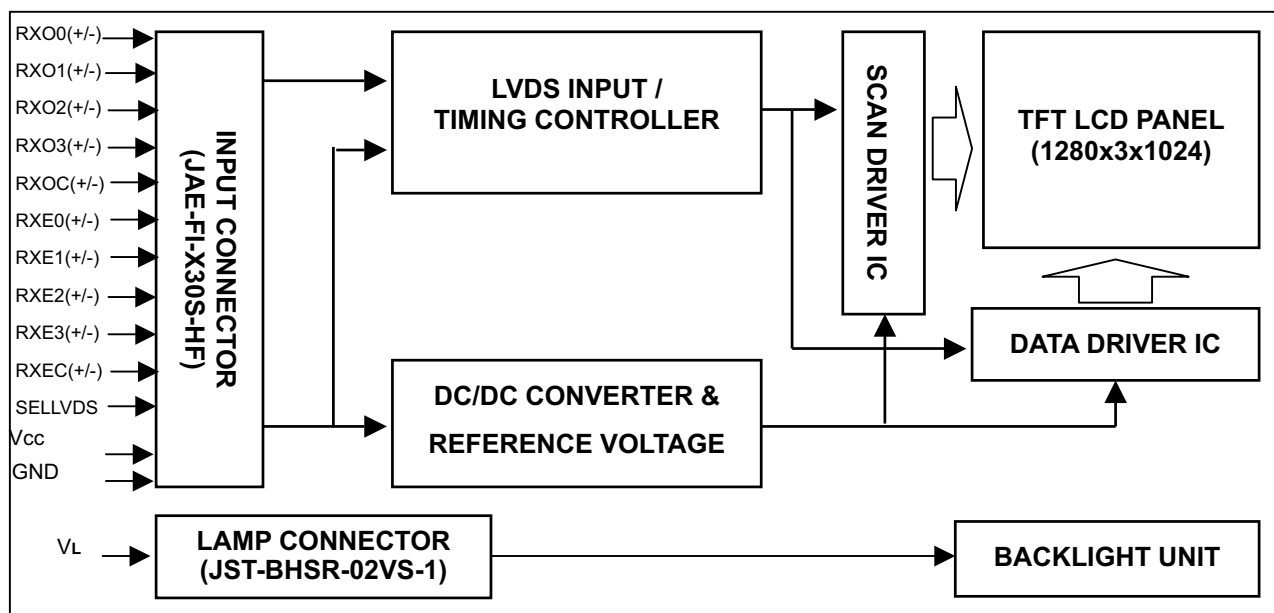 RXO0(+/-)
RXO1(+/-)
RXO2(+/-)
RXO3(+/-)
RXOC(+/-)
RXE0(+/-)
RXE1(+/-)
RXE2(+/-)
RXE3(+/-)
RXEC(+/-)
SELLVDS
Vcc
GND
INPUT CONNECTOR
(JAE-FI-X30S-HF)
LVDS INPUT /
TIMING CONTROLLER
SCAN DRIVER IC
TFT LCD PANEL
(1280x3x1024)
DATA DRIVER IC
DC/DC CONVERTER &
REFERENCE VOLTAGE
VL
LAMP CONNECTOR
(JST-BHSR-02VS-1)
BACKLIGHT UNIT